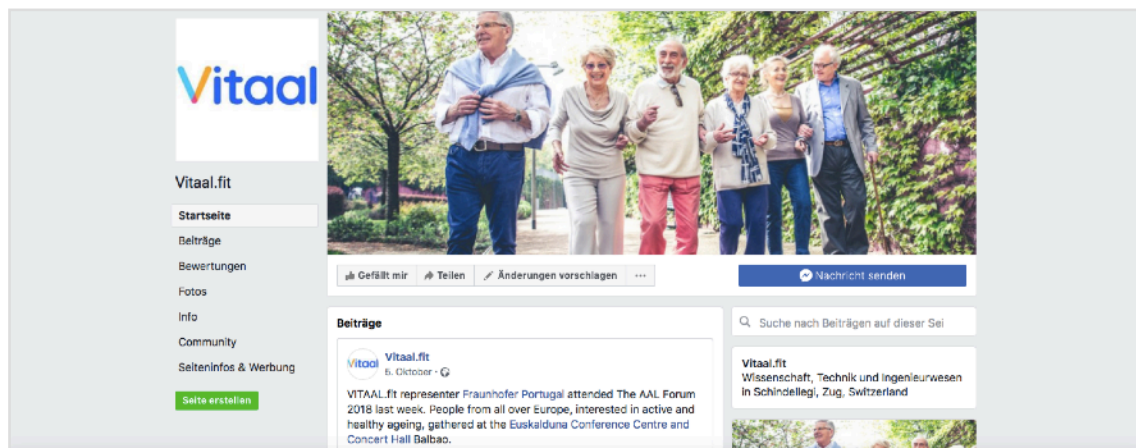 Vitaal
Vitaal.fit
Startseite
Beiträge
Bewertungen
Fotos
Info
Community
Seiteninfos & Werbung
Seite erstellen
Gefällt mir
Teilen
Änderungen vorschlagen
...
Nachricht senden
Beiträge
Vitaal
Vitaal.fit
5. Oktober ·
VITAAL.fit representer Fraunhofer Portugal attended The AAL Forum
2018 last week. People from all over Europe, interested in active and
healthy ageing, gathered at the Euskalduna Conference Centre and
Concert Hall Balbao.
Suche nach Beiträgen auf dieser Sei
Vitaal.fit
Wissenschaft, Technik und Ingenieurwesen
in Schindellegi, Zug, Switzerland